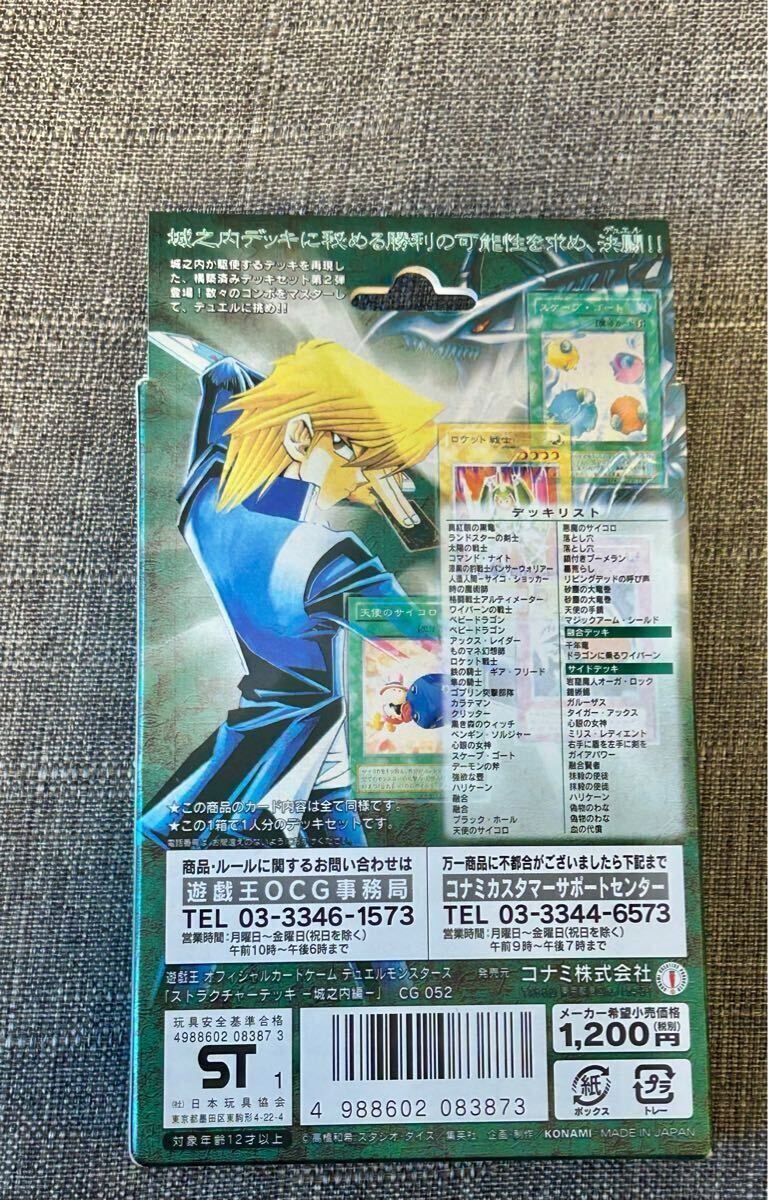 城之内デッキに秘める勝利の可能性を求め、決闘!!
デュエル
城之内が駆使するデッキを再現し
た、構築済みデッキセット第2弾
登場!数々のコンボをマスターし
て、デュエルに挑め!!
スケープ・ゴート
ロケット戦士
天使のサイコロ
デッキリスト
真紅眼の黒竜
ランドスターの剣士
太陽の戦士
コマンド・ナイト
漆黒の豹戦士パンサーウォリアー
人造人間-サイコ・ショッカー
時の魔術師
格闘戦士アルティメーター
ワイバーンの戦士
ベビードラゴン
ベビードラゴン
アックス・レイダー
ものマネ幻想師
ロケット戦士
鉄の騎士 ギア・フリード
隼の騎士
ゴブリン突撃部隊
カラテマン
クリッター
黒き森のウィッチ
ペンギン・ソルジャー
心眼の女神
スケープ・ゴート
デーモンの斧
強欲な壺
ハリケーン
融合
融合
ブラック・ホール
天使のサイコロ
悪魔のサイコロ
落とし穴
落とし穴
鎖付きブーメラン
墓荒らし
リビングデッドの呼び声
砂塵の大竜巻
砂塵の大竜巻
天使の手鏡
マジックアーム・シールド
融合デッキ
千年竜
ドラゴンに乗るワイバーン
サイドデッキ
岩窟魔人オーガ・ロック
鎧蜥蜴
ガルーザス
タイガー・アックス
心眼の女神
ミリス・レディエント
右手に盾を左手に剣を
ガイアパワー
融合賢者
抹殺の使徒
抹殺の使徒
ハリケーン
偽物のわな
偽物のわな
血の代償
★この商品のカード内容は全て同様です。
★この1箱で1人分のデッキセットです。
電話番号は、お間違えのないようにおかけください。
商品・ルールに関するお問い合わせは
遊戯王OCG事務局
TEL 03-3346-1573
営業時間:月曜日~金曜日(祝日を除く)
午前10時~午後6時まで
万一商品に不都合がございましたら下記まで
コナミカスタマーサポートセンター
TEL 03-3344-6573
営業時間:月曜日~金曜日(祝日を除く)
午前9時~午後7時まで
遊戯王 オフィシャルカードゲーム デュエルモンスターズ
「ストラクチャーデッキ -城之内編-」 CG 052
発売元 コナミ株式会社
玩具安全基準合格
4988602 08387 3
ST 1
(社)日本玩具協会
東京都墨田区東駒形4-22-4
対象年齢12才以上
4 988602 083873
メーカー希望小売価格
1,200円(税別)
紙
ボックス
プラ
トレー
©高橋和希 スタジオ・ダイス/集英社 企画・制作/KONAMI MADE IN JAPAN